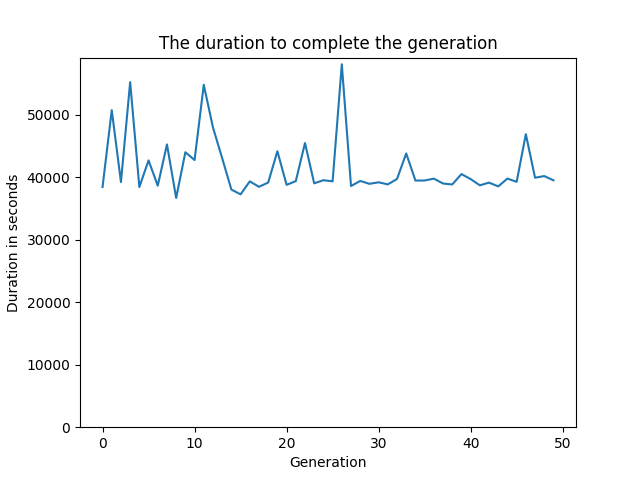 The duration to complete the generation
Duration in seconds
50000
40000
30000
20000
10000
0
0 10 20 30 40 50
Generation